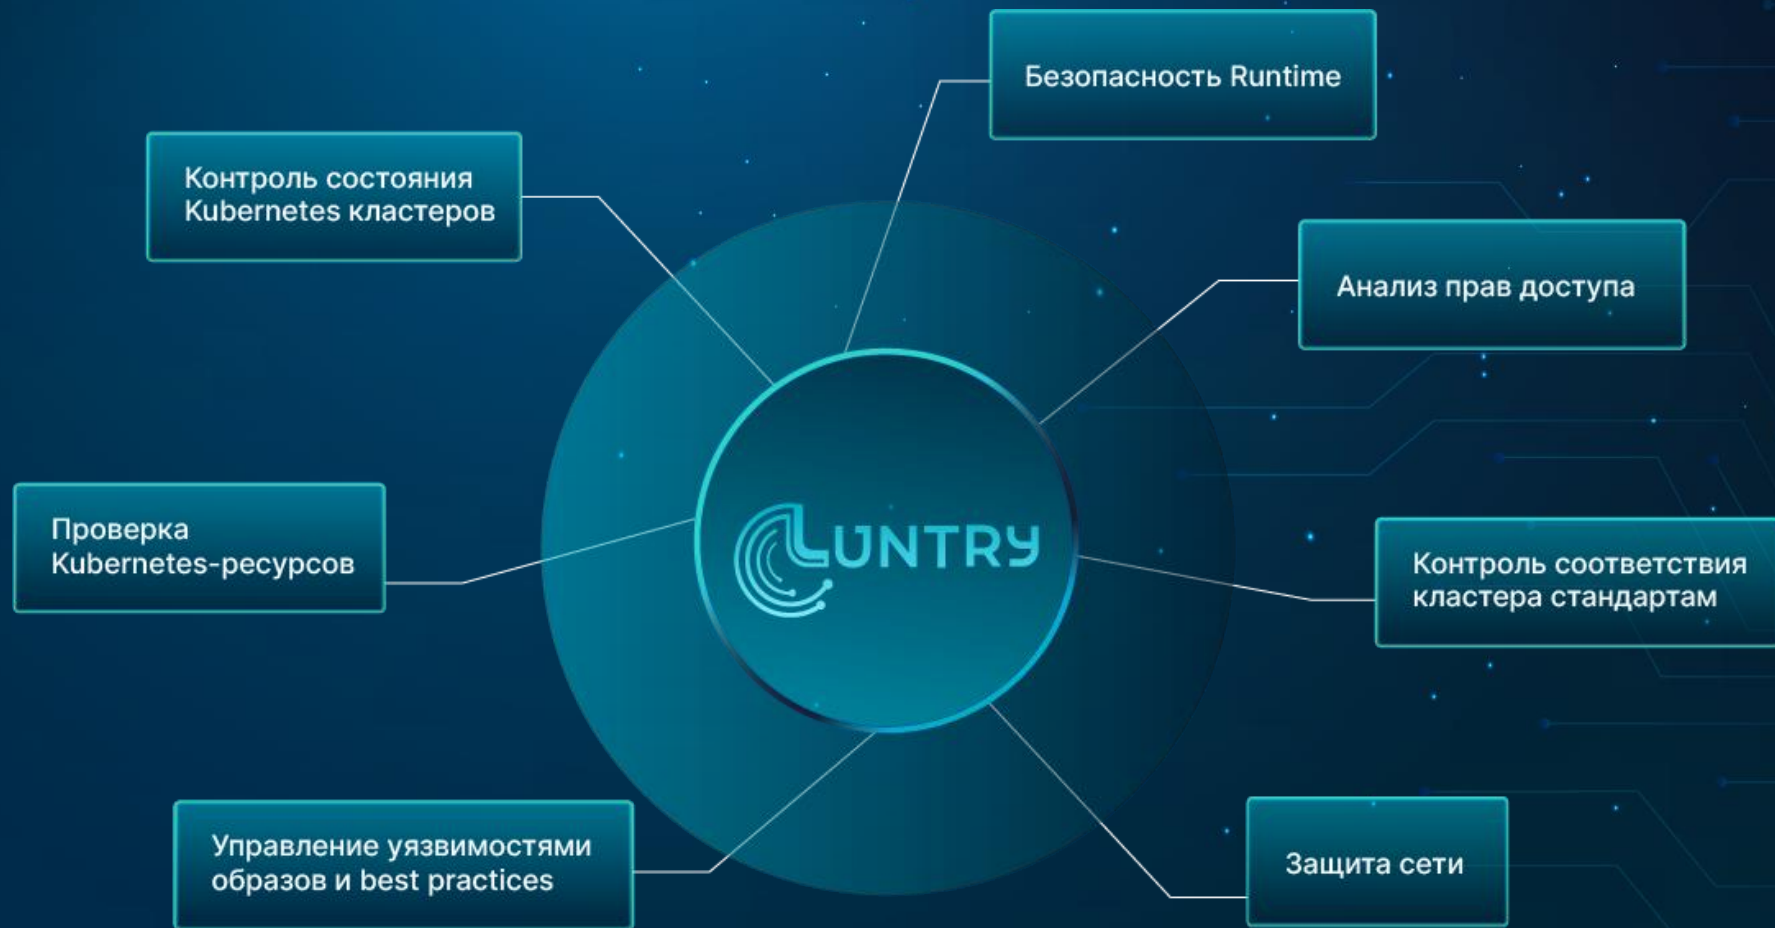 Безопасность Runtime
Контроль состояния
Kubernetes кластеров
Анализ прав доступа
Проверка
Kubernetes-ресурсов
LUNTRY
Контроль соответствия
кластера стандартам
Управление уязвимостями
образов и best practices
Защита сети